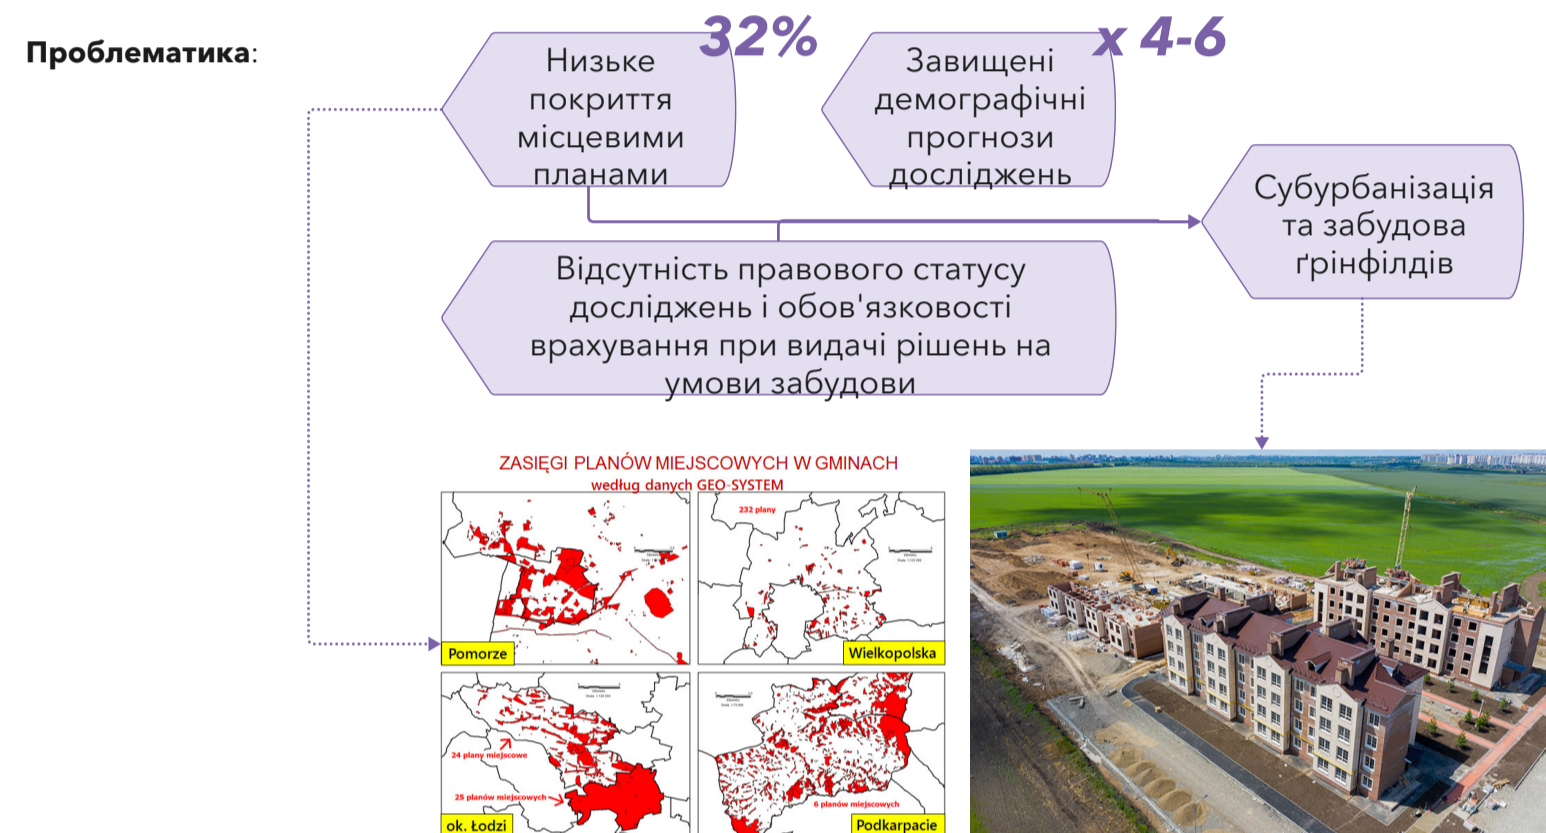 Проблематика:
32%
Низьке
покриття
місцевими
планами
x 4-6
Завищені
демографічні
прогнози
досліджень
Субурбанізація
та забудова
ґрінфілдів
Відсутність правового статусу
досліджень і обов'язковості
врахування при видачі рішень на
умови забудови
ZASIĘGI PLANÓW MIEJSCOWYCH W GMINACH
według danych GEO-SYSTEM
Pomorze
232 plany
Wielkopolska
24 plany miejscowe
25 planów miejscowych
ok. Łodzi
6 planów miejscowych
Podkarpacie